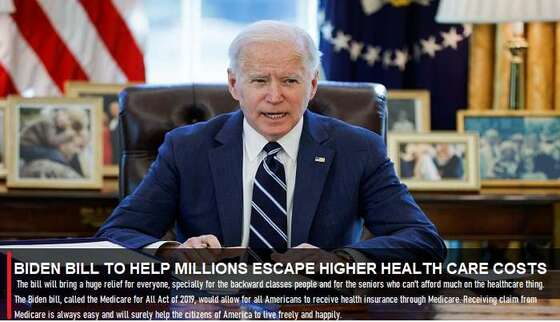 BIDEN BILL TO HELP MILLIONS ESCAPE HIGHER HEALTH CARE COSTS
The bill will bring a huge relief for everyone, specially for the backward classes people and for the seniors who can't afford much on the healthcare thing.
The Biden bill, called the Medicare for All Act of 2019, would allow for all Americans to receive health insurance through Medicare. Receiving claim from
Medicare is always easy and will surely help the citizens of America to live freely and happily.